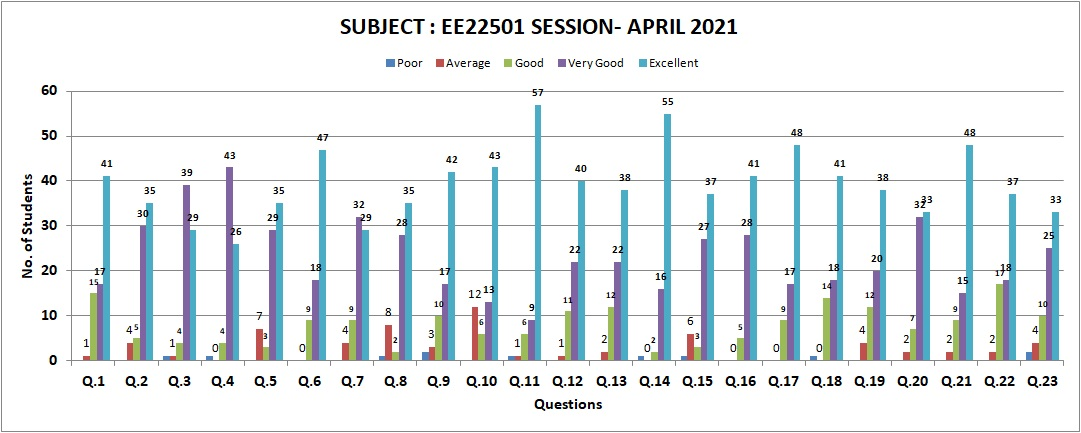 SUBJECT : EE22501 SESSION- APRIL 2021
Poor Average Good Very Good Excellent
No. of Students
60
50
40
30
20
10
0
1 15 17 41
4 5 30 35
1 4 39 29
0 4 43 26
7 3 29 35
0 9 18 47
4 9 32 29
8 2 28 35
3 10 17 42
12 6 13 43
1 6 9 57
1 11 22 40
2 12 22 38
0 2 16 55
6 3 27 37
0 5 28 41
0 9 17 48
0 14 18 41
4 12 20 38
2 7 32 33
2 9 15 48
2 17 18 37
4 10 25 33
Q.1 Q.2 Q.3 Q.4 Q.5 Q.6 Q.7 Q.8 Q.9 Q.10 Q.11 Q.12 Q.13 Q.14 Q.15 Q.16 Q.17 Q.18 Q.19 Q.20 Q.21 Q.22 Q.23
Questions